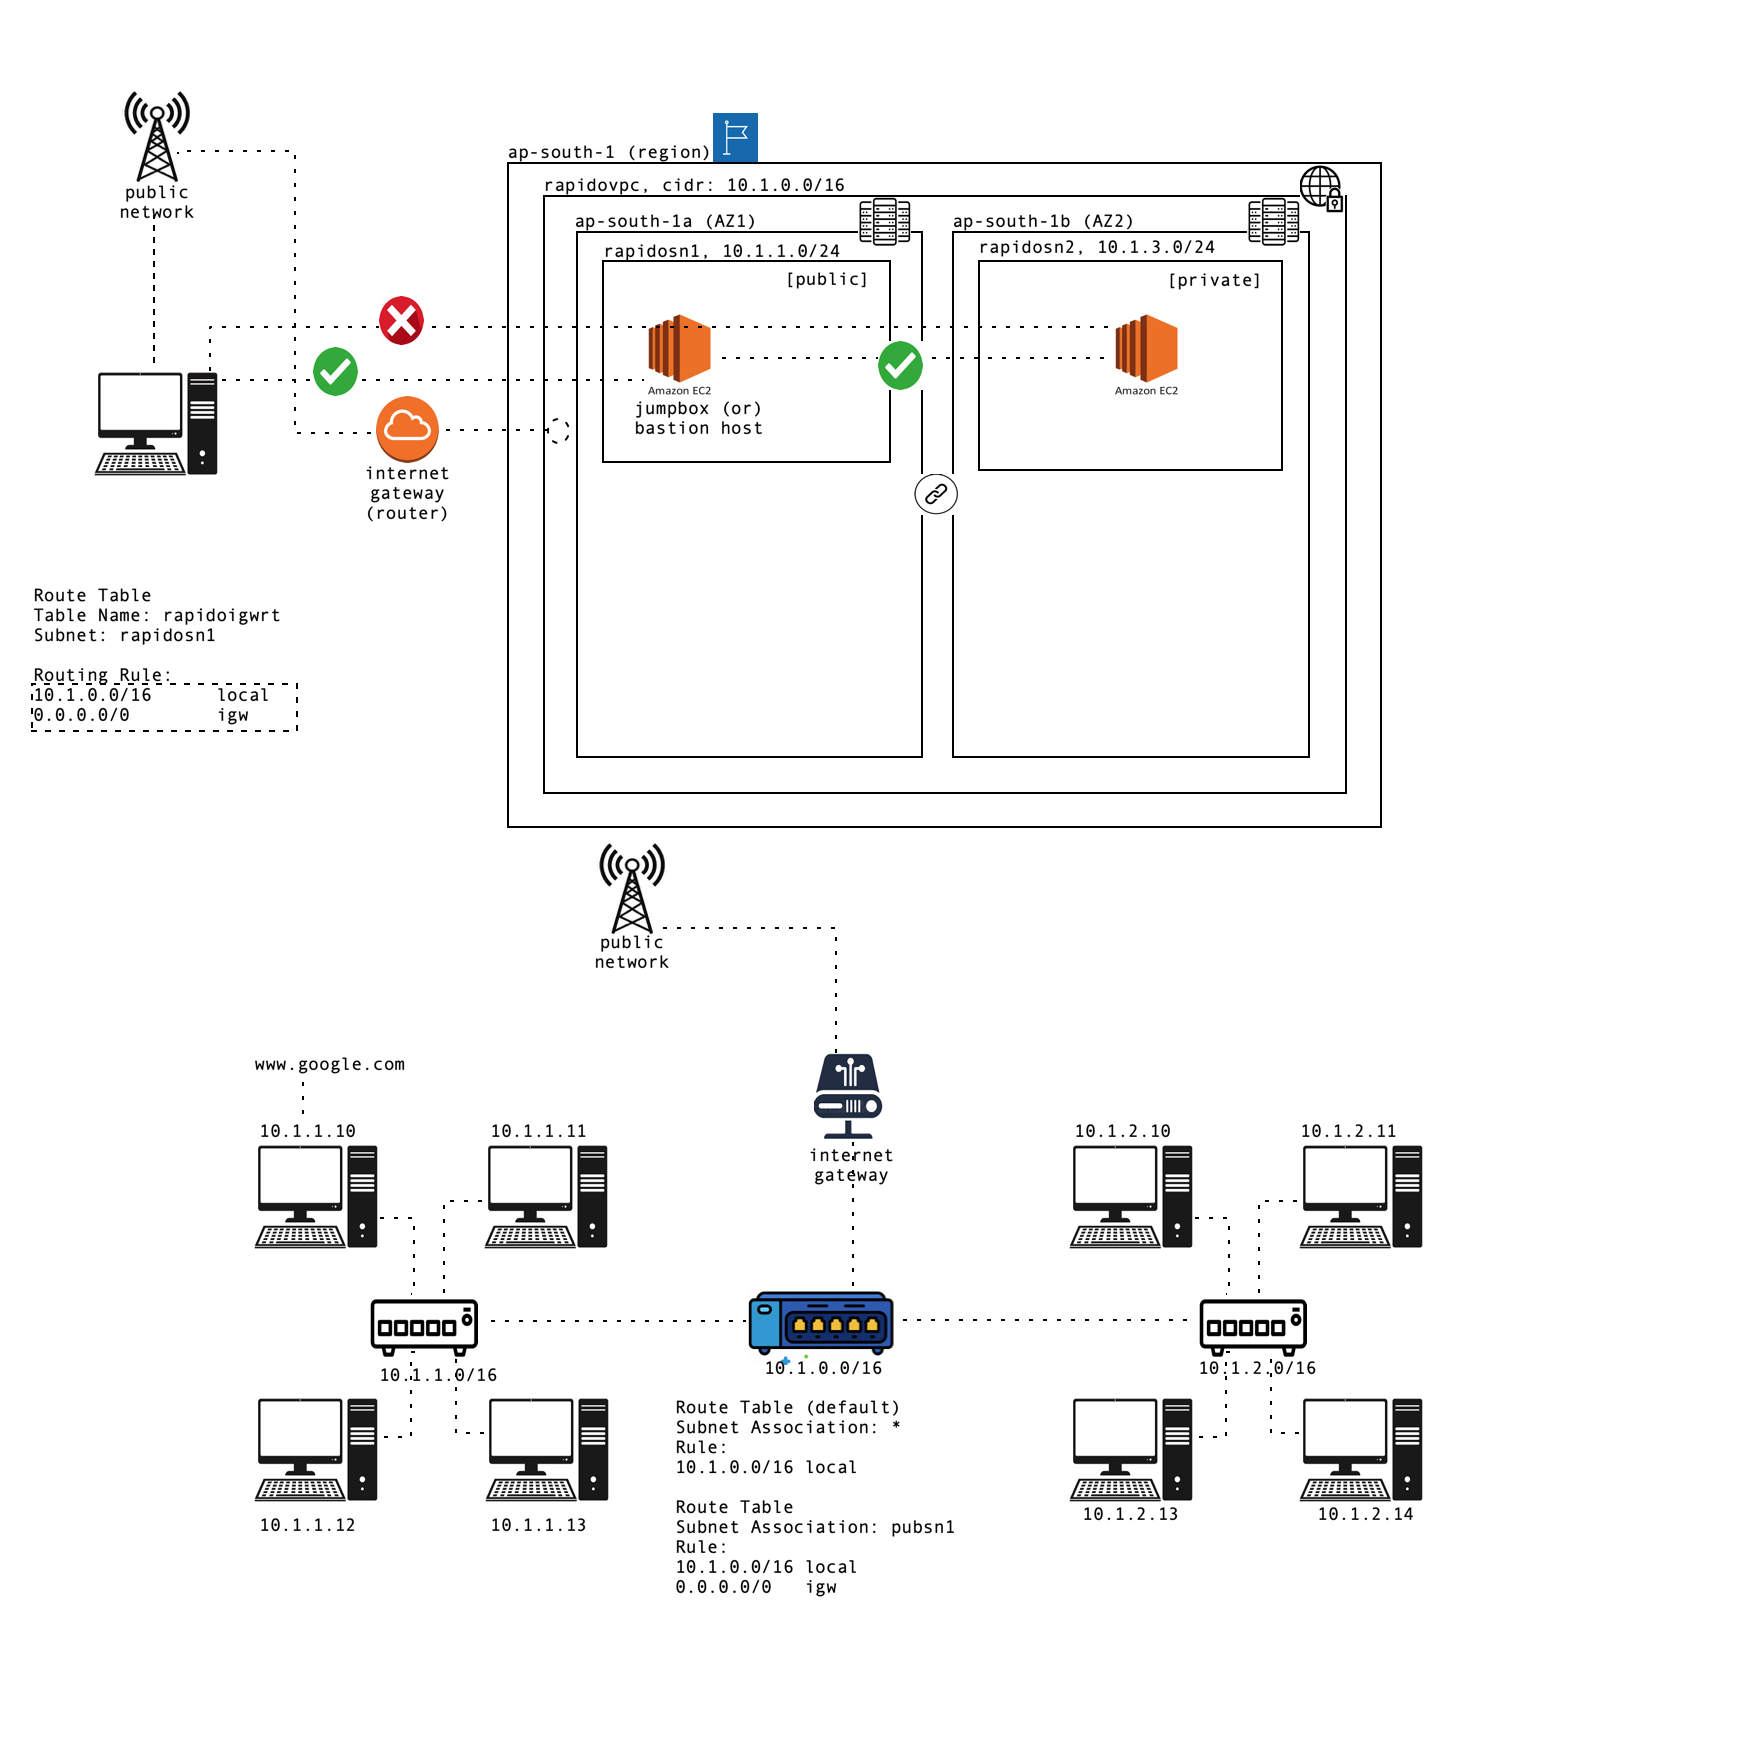 public
network
ap-south-1 (region)
rapidovpc, cidr: 10.1.0.0/16
ap-south-1a (AZ1)
ap-south-1b (AZ2)
rapidosn1, 10.1.1.0/24
rapidosn2, 10.1.3.0/24
[public]
[private]
Amazon EC2
jumpbox (or)
bastion host
Amazon EC2
internet
gateway
(router)
Route Table
Table Name: rapidoigwrt
Subnet: rapidosn1
Routing Rule:
10.1.0.0/16 local
0.0.0.0/0 igw
public
network
www.google.com
10.1.1.10
10.1.1.11
internet
gateway
10.1.2.10
10.1.2.11
10.1.1.0/16
10.1.0.0/16
10.1.2.0/16
10.1.1.12
10.1.1.13
10.1.2.13
10.1.2.14
Route Table (default)
Subnet Association: *
Rule:
10.1.0.0/16 local
Route Table
Subnet Association: pubsn1
Rule:
10.1.0.0/16 local
0.0.0.0/0 igw